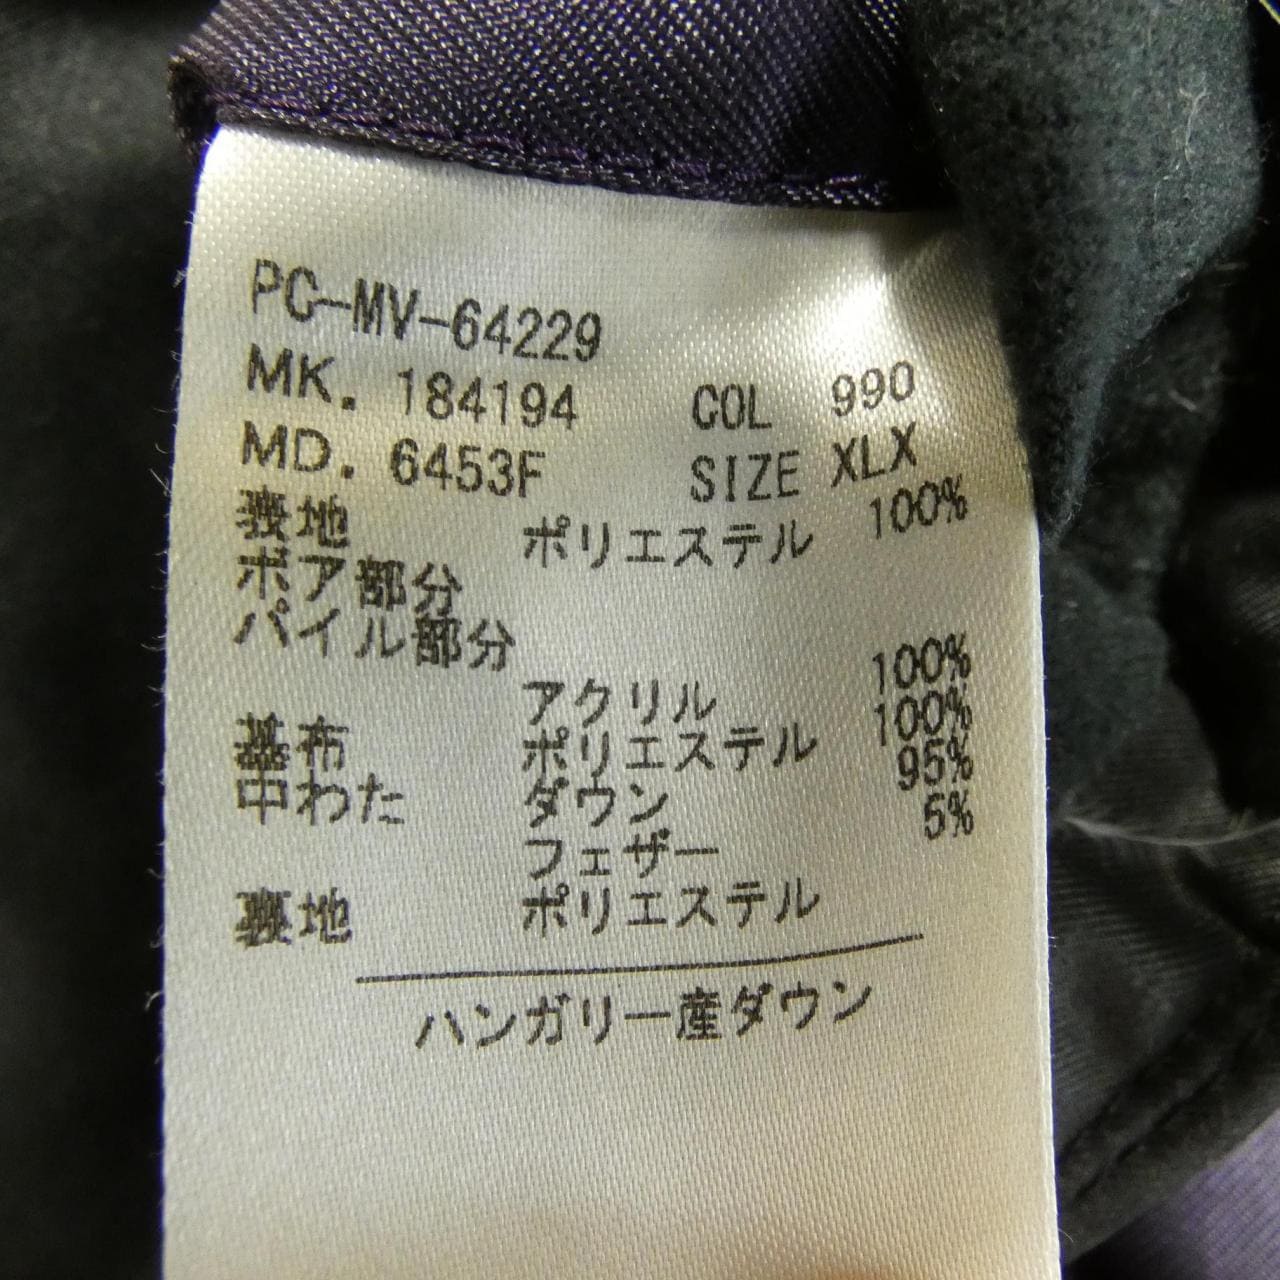 PC-MV-64229
MK. 184194 COL 990
MD. 6453F SIZE XLX
表地 ポリエステル 100%
ボア部分
パイル部分
アクリル 100%
基布 ポリエステル 100%
中わた ダウン 95%
フェザー 5%
裏地 ポリエステル
ハンガリー産ダウン